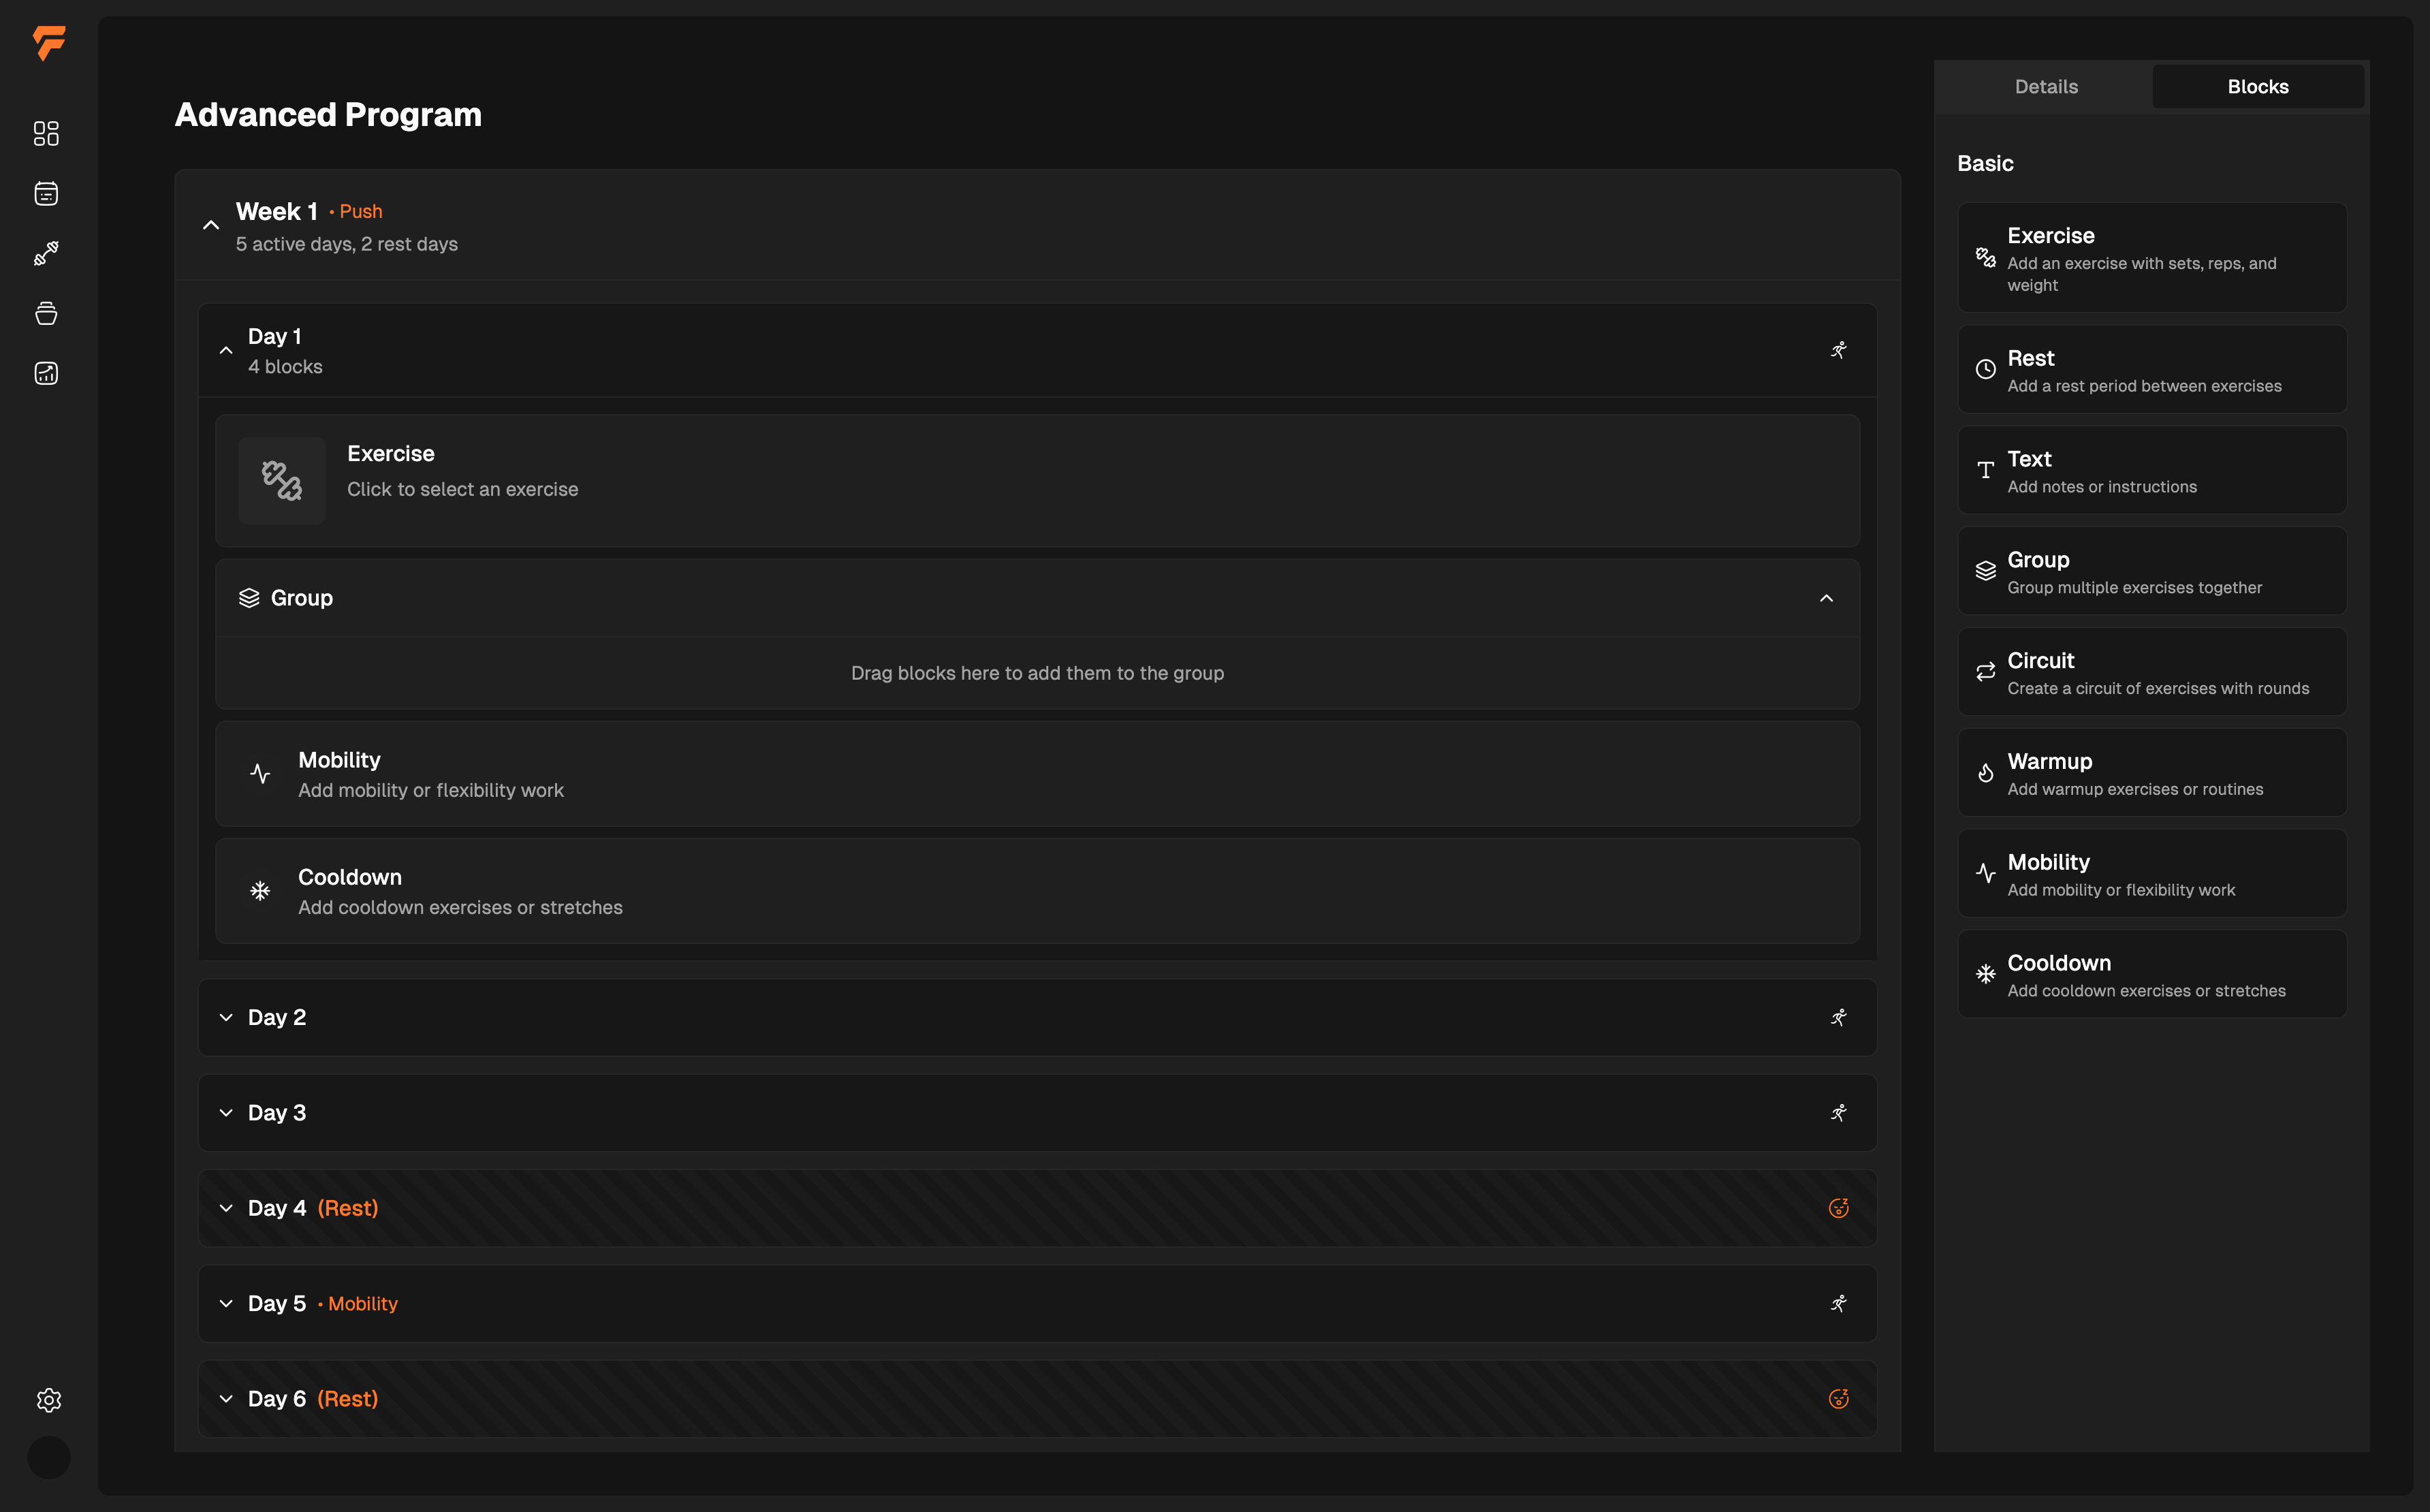 Advanced Program
Week 1 • Push
5 active days, 2 rest days
Day 1
4 blocks
Exercise
Click to select an exercise
Group
Drag blocks here to add them to the group
Mobility
Add mobility or flexibility work
Cooldown
Add cooldown exercises or stretches
Day 2
Day 3
Day 4 (Rest)
Day 5 • Mobility
Day 6 (Rest)
Details
Blocks
Basic
Exercise
Add an exercise with sets, reps, and
weight
Rest
Add a rest period between exercises
Text
Add notes or instructions
Group
Group multiple exercises together
Circuit
Create a circuit of exercises with rounds
Warmup
Add warmup exercises or routines
Mobility
Add mobility or flexibility work
Cooldown
Add cooldown exercises or stretches